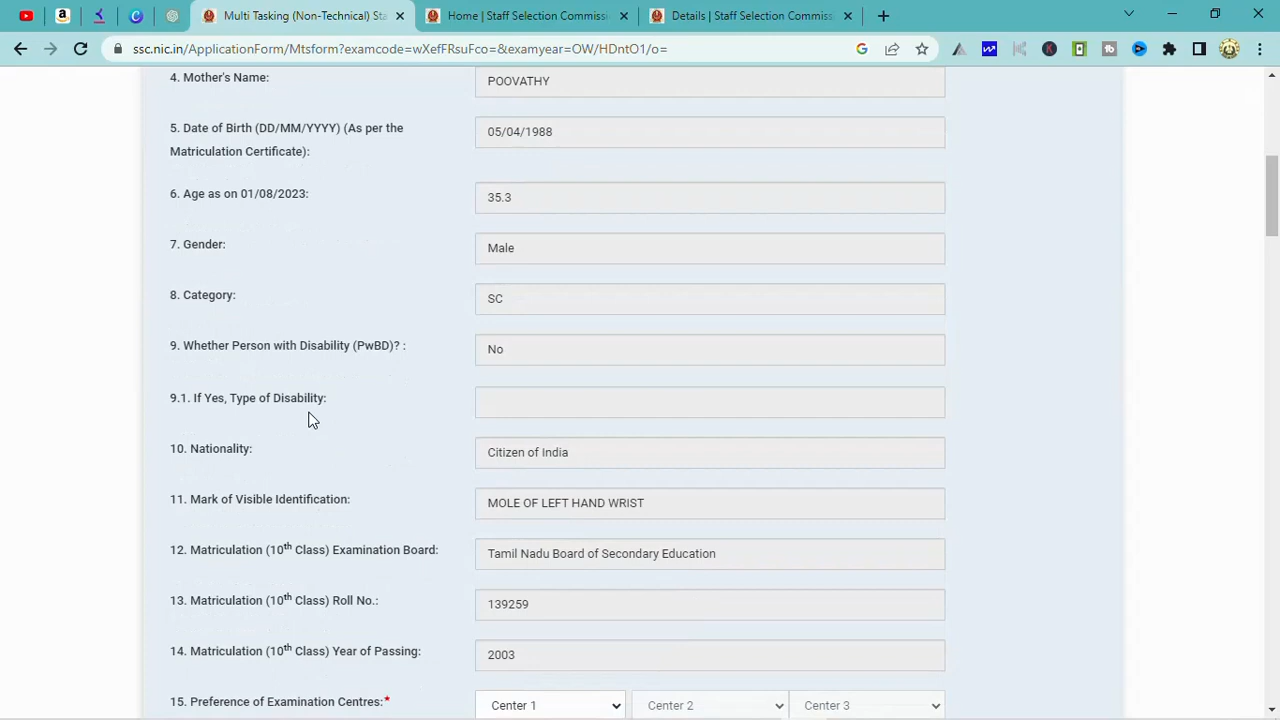 Multi Tasking (Non-Technical) Sta
Home | Staff Selection Commiss
Details | Staff Selection Commiss
ssc.nic.in/ApplicationForm/Mtsform?examcode=wXefFRsuFco=&examyear=OW/HDntO1/o=
4. Mother's Name: POOVATHY
5. Date of Birth (DD/MM/YYYY) (As per the
Matriculation Certificate): 05/04/1988
6. Age as on 01/08/2023: 35.3
7. Gender: Male
8. Category: SC
9. Whether Person with Disability (PwBD)? : No
9.1. If Yes, Type of Disability:
10. Nationality: Citizen of India
11. Mark of Visible Identification: MOLE OF LEFT HAND WRIST
12. Matriculation (10th Class) Examination Board: Tamil Nadu Board of Secondary Education
13. Matriculation (10th Class) Roll No.: 139259
14. Matriculation (10th Class) Year of Passing: 2003
15. Preference of Examination Centres:* Center 1 Center 2 Center 3